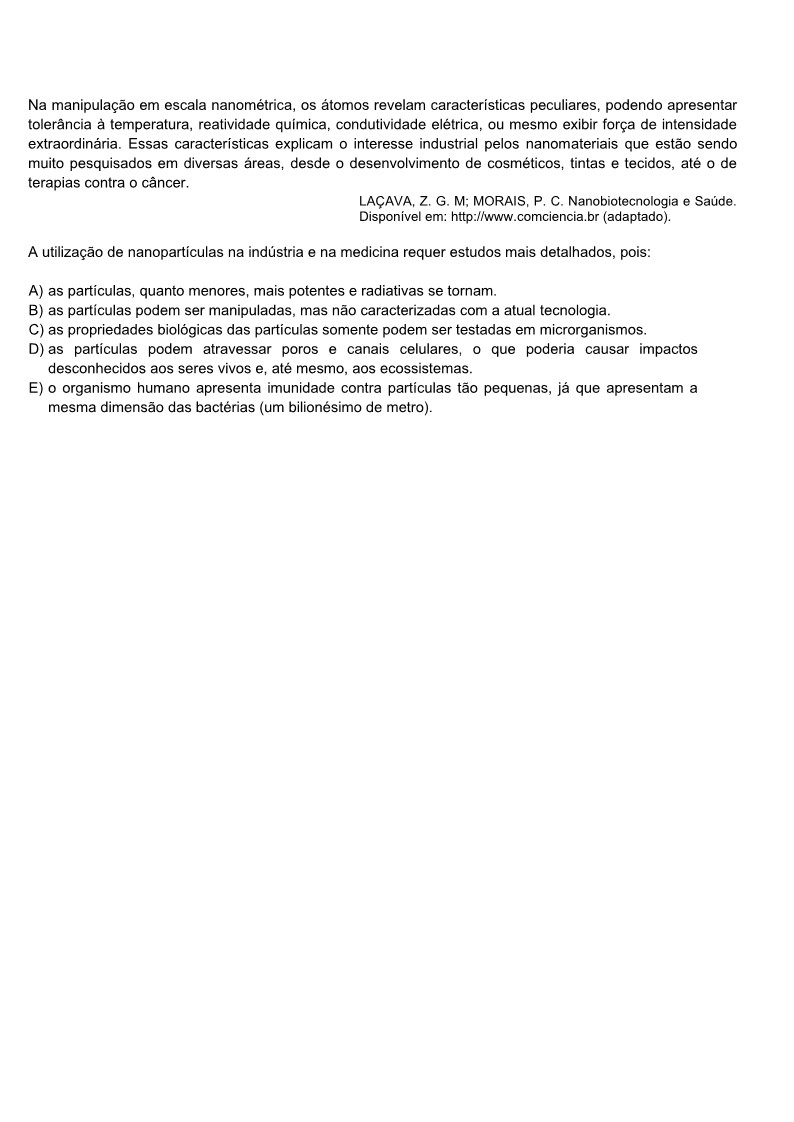 Na manipulação em escala nanométrica, os átomos revelam características peculiares, podendo apresentar
tolerância à temperatura, reatividade química, condutividade elétrica, ou mesmo exibir força de intensidade
extraordinária. Essas características explicam o interesse industrial pelos nanomateriais que estão sendo
muito pesquisados em diversas áreas, desde o desenvolvimento de cosméticos, tintas e tecidos, até o de
terapias contra o câncer.
LAÇAVA, Z. G. M; MORAIS, P. C. Nanobiotecnologia e Saúde.
Disponível em: http://www.comciencia.br (adaptado).
A utilização de nanopartículas na indústria e na medicina requer estudos mais detalhados, pois:
A) as partículas, quanto menores, mais potentes e radiativas se tornam.
B) as partículas podem ser manipuladas, mas não caracterizadas com a atual tecnologia.
C) as propriedades biológicas das partículas somente podem ser testadas em microrganismos.
D) as partículas podem atravessar poros e canais celulares, o que poderia causar impactos
desconhecidos aos seres vivos e, até mesmo, aos ecossistemas.
E) o organismo humano apresenta imunidade contra partículas tão pequenas, já que apresentam a
mesma dimensão das bactérias (um bilionésimo de metro).